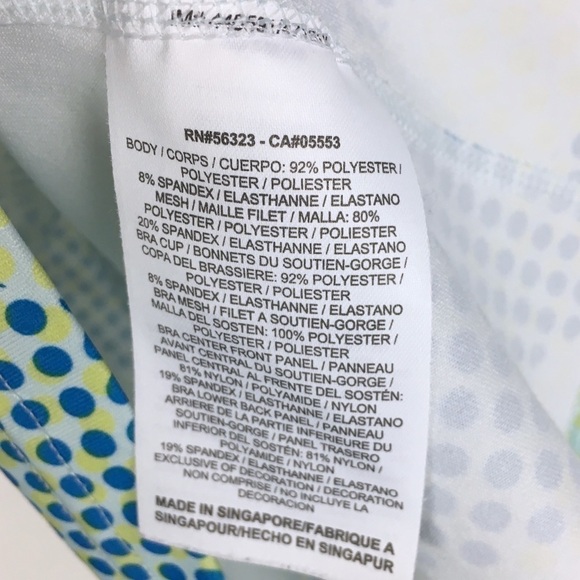 RN#56323 - CA#05553
BODY / CORPS / CUERPO: 92% POLYESTER /
POLYESTER / POLIESTER
8% SPANDEX / ELASTHANNE / ELASTANO
MESH / MAILLE FILET / MALLA: 80%
POLYESTER / POLYESTER / POLIESTER
20% SPANDEX / ELASTHANNE / ELASTANO
BRA CUP / BONNETS DU SOUTIEN-GORGE /
COPA DEL BRASSIERE: 92% POLYESTER /
POLYESTER / POLIESTER
8% SPANDEX / ELASTHANNE / ELASTANO
BRA MESH / FILET A SOUTIEN-GORGE /
MALLA DEL SOSTEN: 100% POLYESTER /
POLYESTER / POLIESTER
BRA CENTER FRONT PANEL / PANNEAU
AVANT CENTRAL DU SOUTIEN-GORGE /
PANEL CENTRAL AL FRENTE DEL SOSTÉN:
81% NYLON / POLYAMIDE / NYLON
19% SPANDEX / ELASTHANNE / ELASTANO
BRA LOWER BACK PANEL / PANNEAU
ARRIERE DE LA PARTIE INFERIEURE DU
SOUTIEN-GORGE / PANEL TRASERO
INFERIOR DEL SOSTÉN: 81% NYLON /
POLYAMIDE / NYLON
19% SPANDEX / ELASTHANNE / ELASTANO
EXCLUSIVE OF DECORATION / DECORATION
NON COMPRISE / NO INCLUYE LA
DECORACION
MADE IN SINGAPORE/FABRIQUE A
SINGAPOUR/HECHO EN SINGAPUR